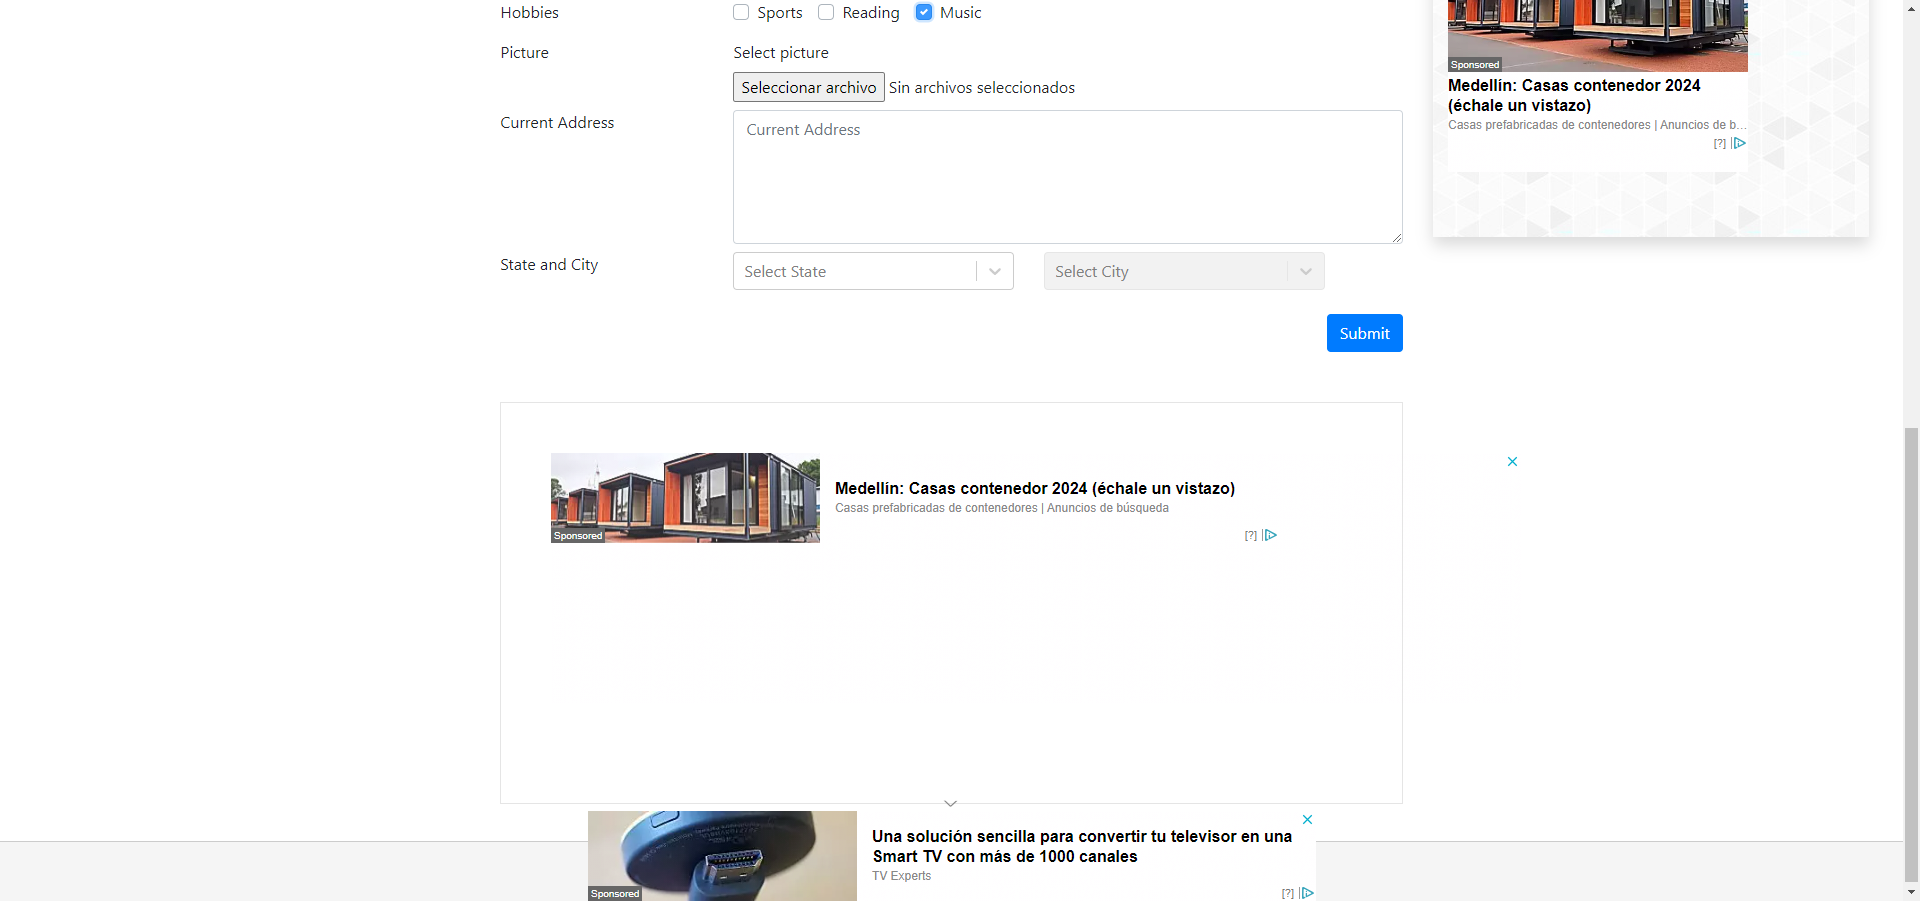 Hobbies
Sports Reading Music
Picture
Select picture
Seleccionar archivo Sin archivos seleccionados
Current Address
Current Address
State and City
Select State
Select City
Submit
Sponsored
Medellín: Casas contenedor 2024
(échale un vistazo)
Casas prefabricadas de contenedores | Anuncios de b...
[?]
Sponsored
Medellín: Casas contenedor 2024 (échale un vistazo)
Casas prefabricadas de contenedores | Anuncios de búsqueda
[?]
Sponsored
Una solución sencilla para convertir tu televisor en una
Smart TV con más de 1000 canales
TV Experts
[?]